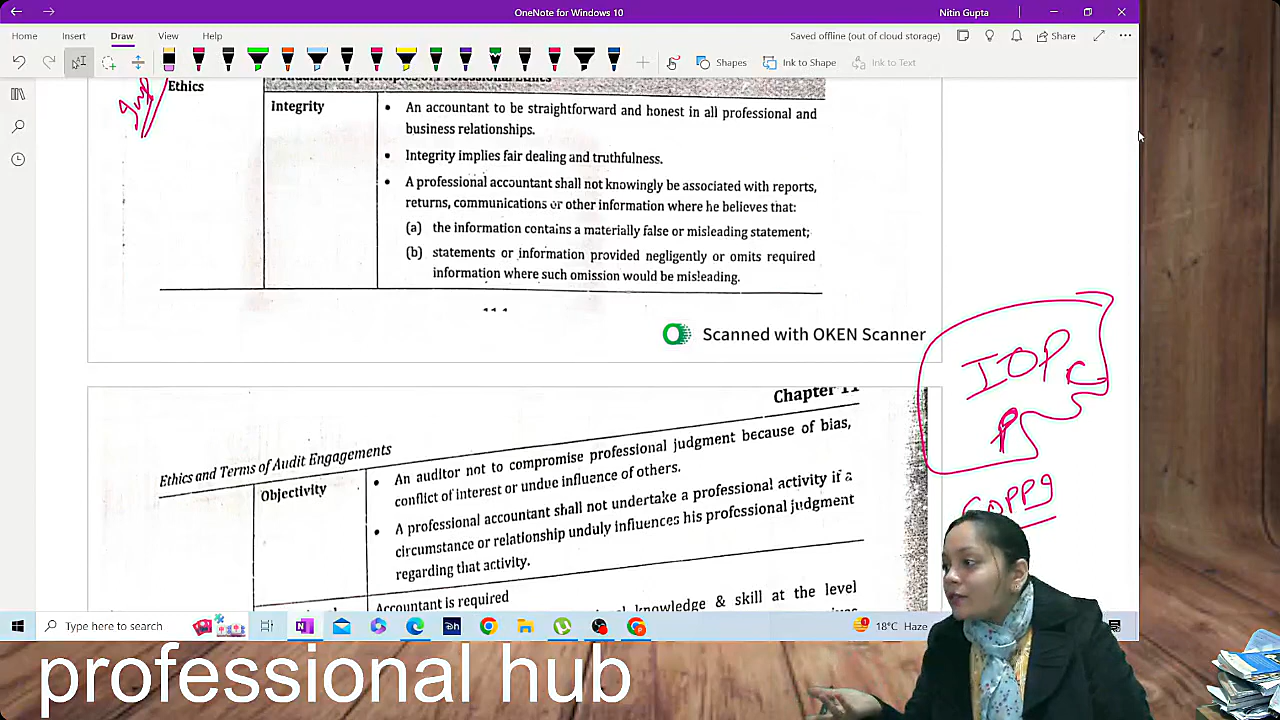 OneNote for Windows 10
Nitin Gupta
Home Insert Draw View Help
Saved offline (out of cloud storage)
Share
Shapes
Ink to Shape
Ink to Text
Fundamental principles of Professional Ethics
Ethics
Integrity
• An accountant to be straightforward and honest in all professional and
business relationships.
• Integrity implies fair dealing and truthfulness.
• A professional accountant shall not knowingly be associated with reports,
returns, communications or other information where he believes that:
(a) the information contains a materially false or misleading statement;
(b) statements or information provided negligently or omits required
information where such omission would be misleading.
Scanned with OKEN Scanner
IOPC
P
Chapter 11
Ethics and Terms of Audit Engagements
Objectivity
• An auditor not to compromise professional judgment because of bias,
conflict of interest or undue influence of others.
• A professional accountant shall not undertake a professional activity if a
circumstance or relationship unduly influences his professional judgment
regarding that activity.
Accountant is required
knowledge & skill at the level
Type here to search
18°C Haze
professional hub